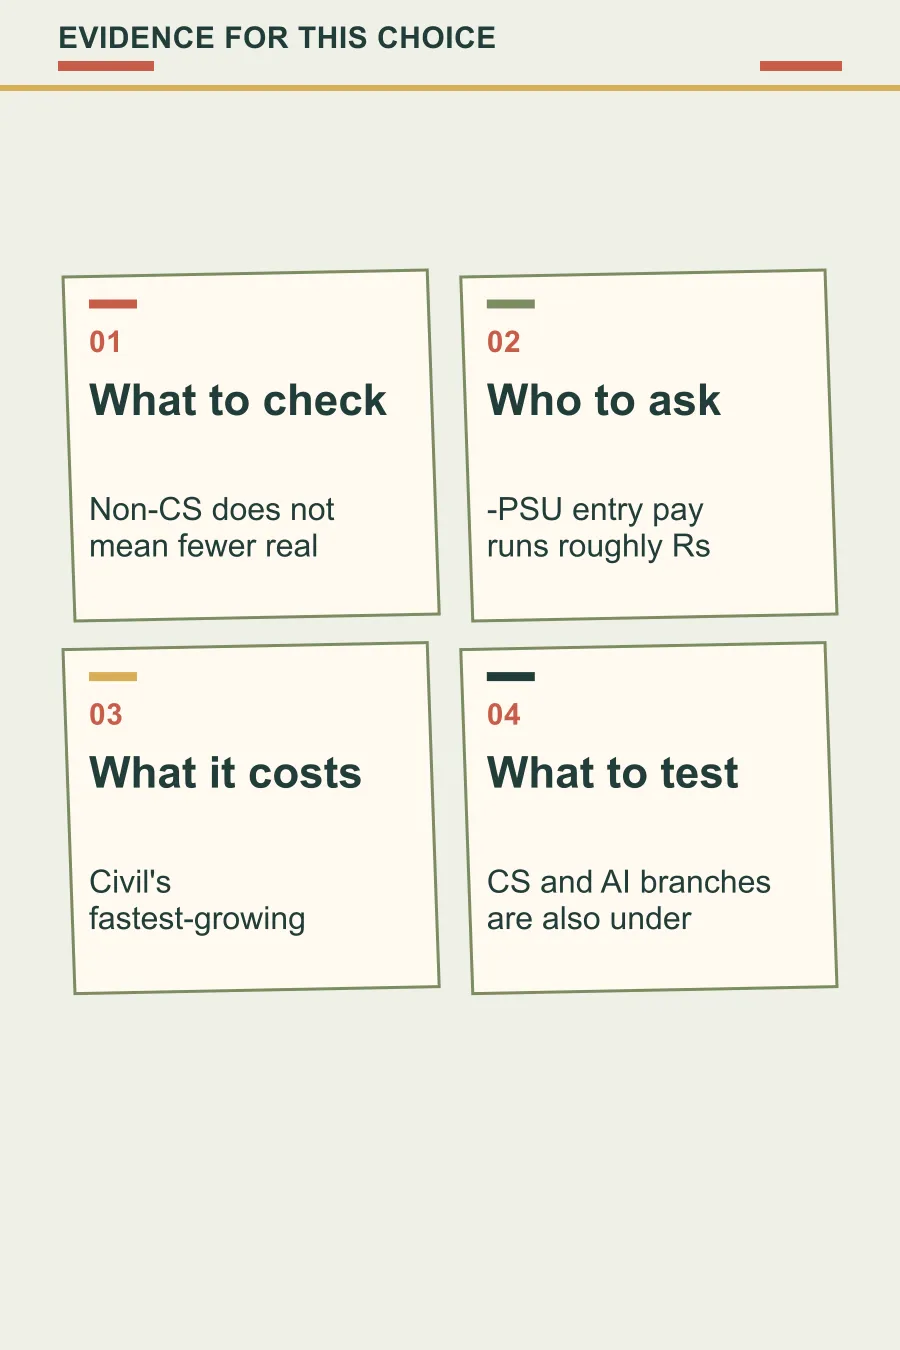 EVIDENCE FOR THIS CHOICE
01
What to check
Non-CS does not
mean fewer real
02
Who to ask
-PSU entry pay
runs roughly Rs
03
What it costs
Civil's
fastest-growing
04
What to test
CS and AI branches
are also under